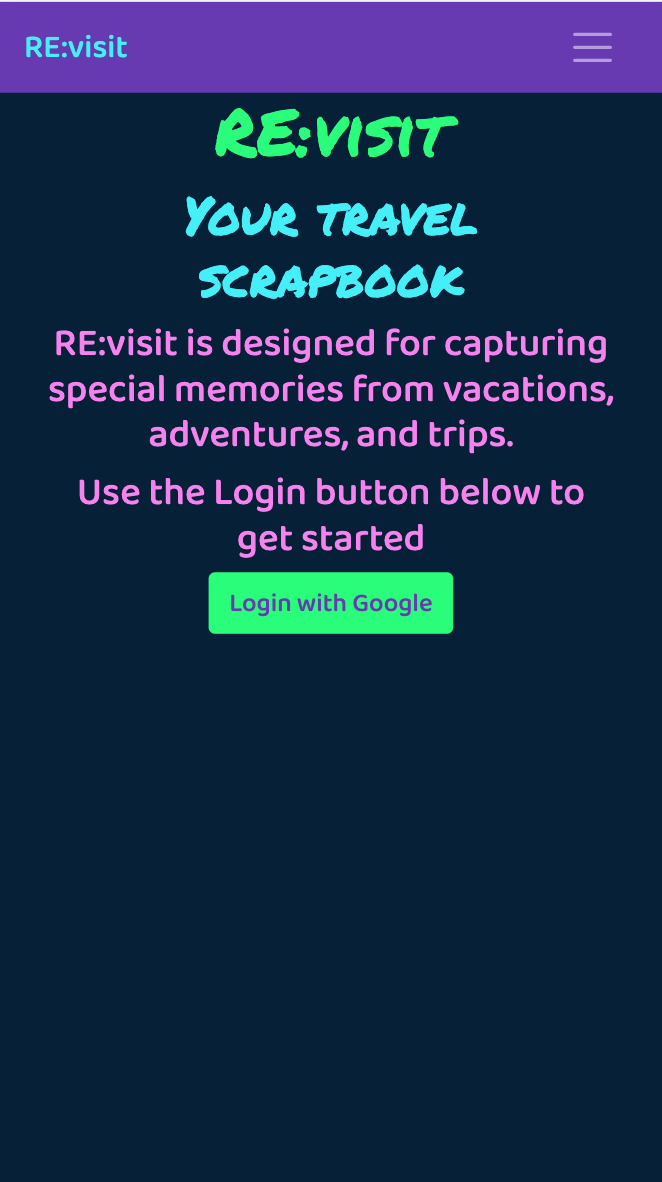 RE:visit
RE:VISIT
YOUR TRAVEL
SCRAPBOOK
RE:visit is designed for capturing
special memories from vacations,
adventures, and trips.
Use the Login button below to
get started
Login with Google